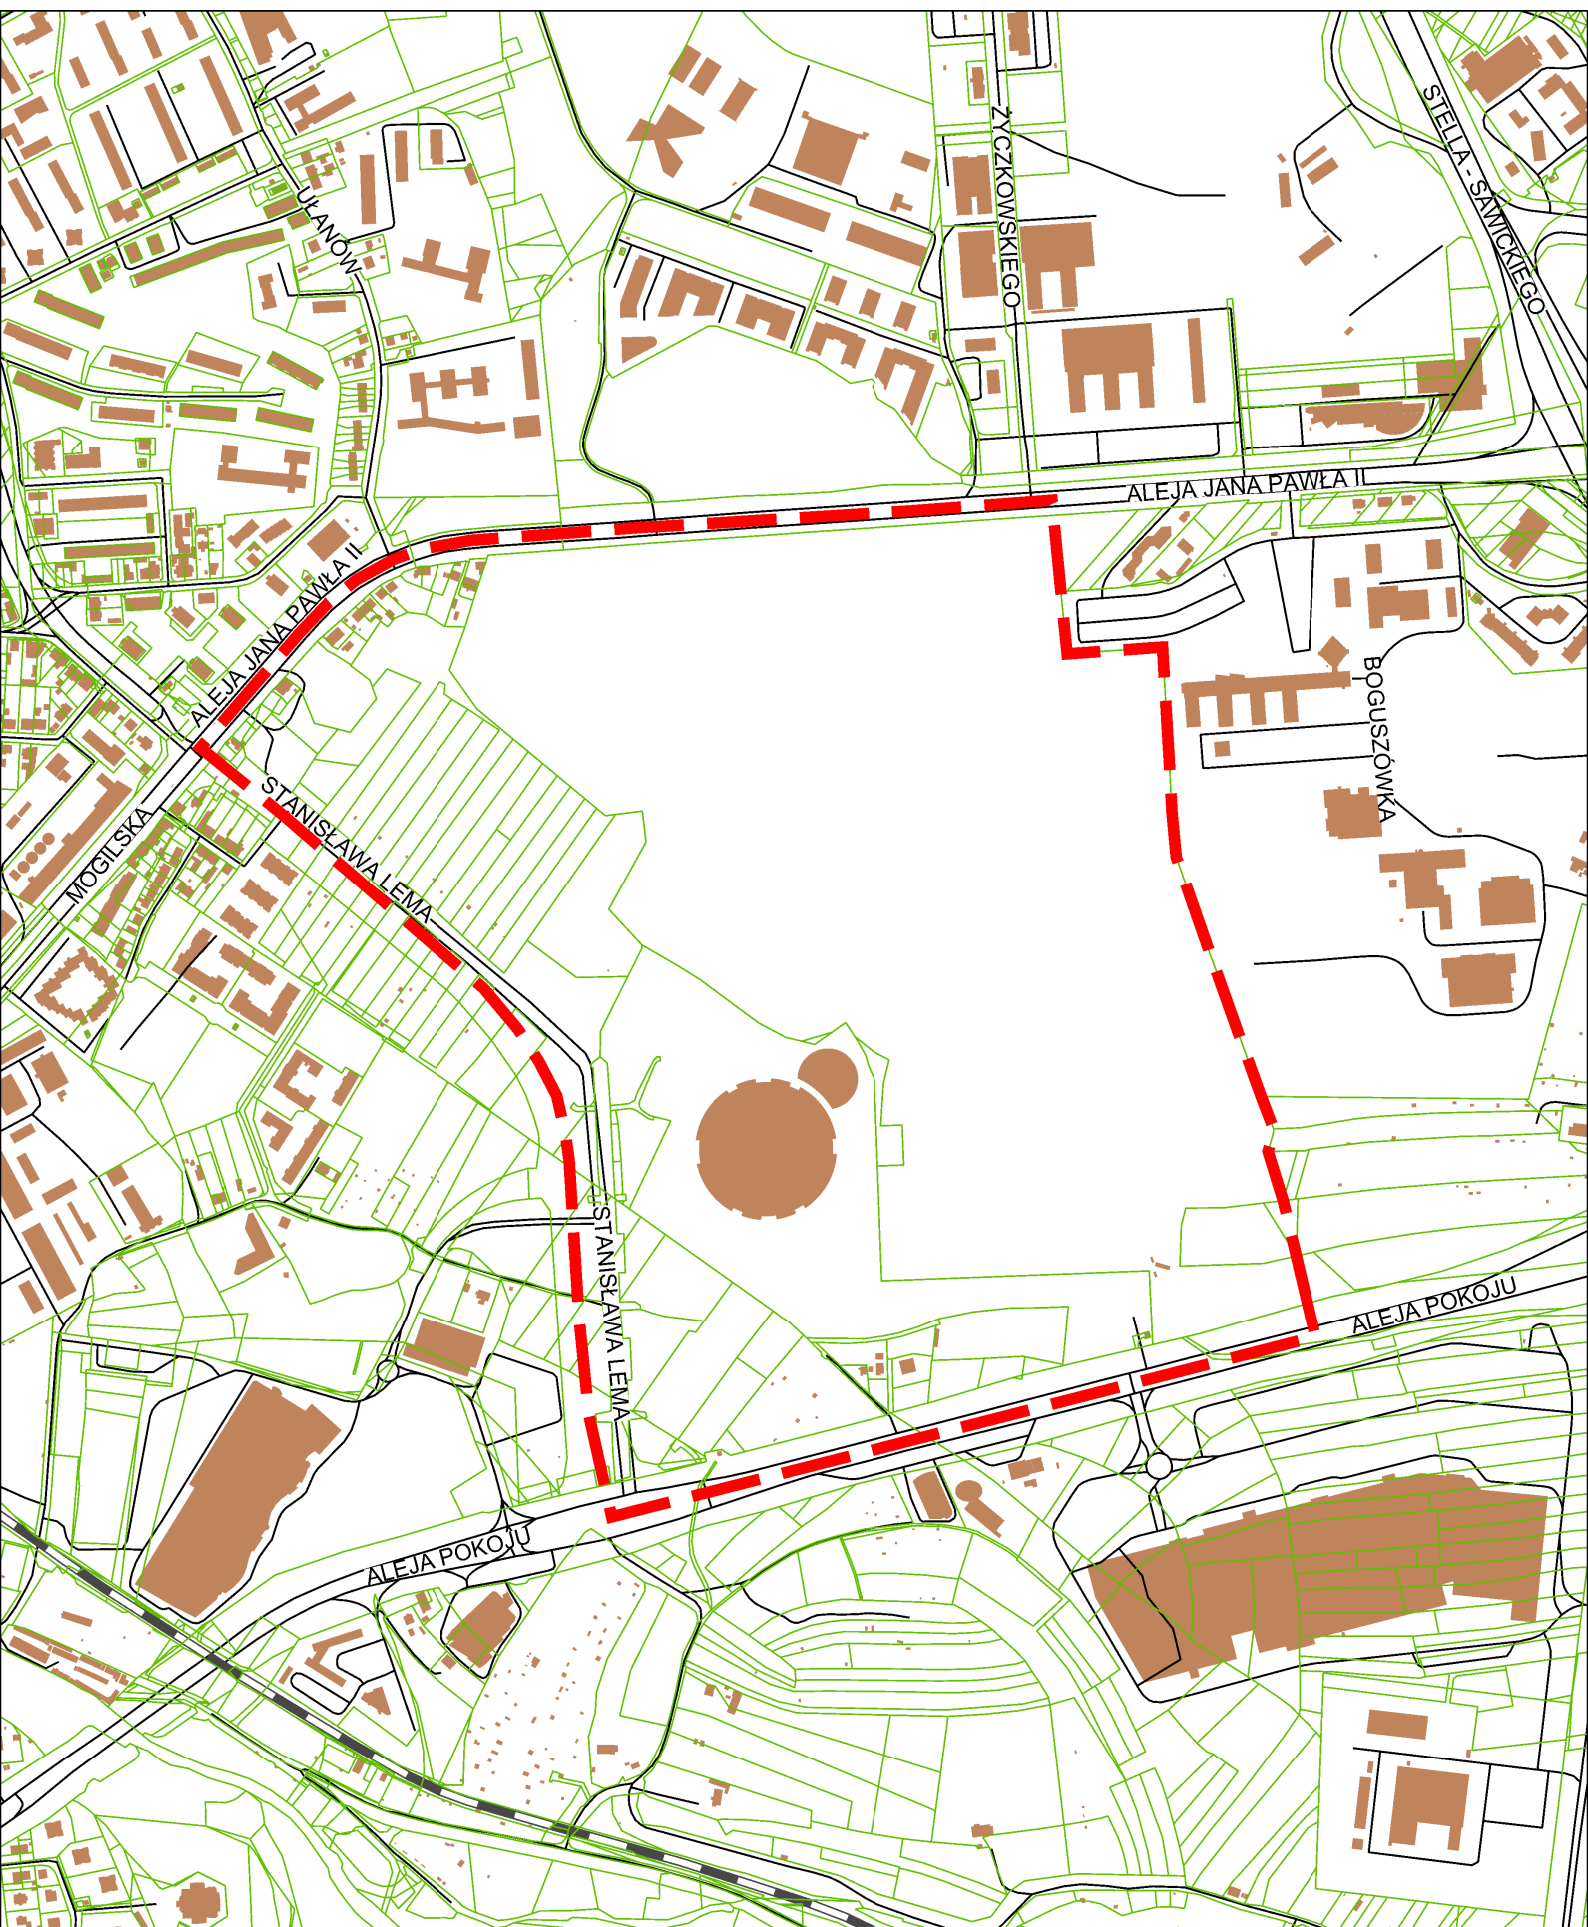 STELLA - SAWICKIEGO
ŻYCZKOWSKIEGO
UŁANÓW
ALEJA JANA PAWŁA II
ALEJA JANA PAWŁA II
BOGUSZÓWKA
MOGILSKA
STANISŁAWA LEMA
STANISŁAWA LEMA
ALEJA POKOJU
ALEJA POKOJU